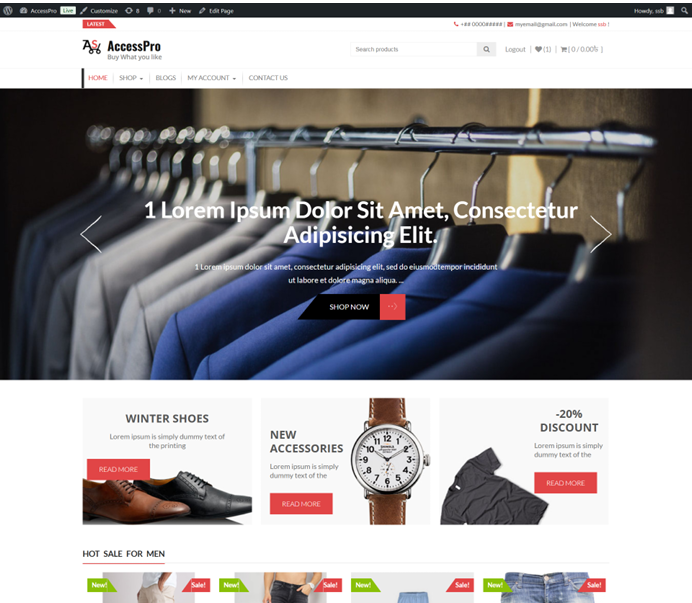 AccessPro Live Customize 8 0 New Edit Page Howdy, ssb
LATEST
+## 0000##### | myemail@gmail.com | Welcome ssb !
AccessPro
Buy What you like
Search products
Logout | (1) | [ 0 / 0.00
HOME SHOP BLOGS MY ACCOUNT CONTACT US
1 Lorem Ipsum Dolor Sit Amet, Consectetur
Adipisicing Elit.
1 Lorem ipsum dolor sit amet, consectetur adipisicing elit, sed do eiusmodtempor incididunt
ut labore et dolore magna aliqua. ...
SHOP NOW
WINTER SHOES
Lorem ipsum is simply dummy text of
the printing
READ MORE
NEW
ACCESSORIES
Lorem ipsum is simply
dummy text of the
READ MORE
-20%
DISCOUNT
Lorem ipsum is simply
dummy text of the
READ MORE
HOT SALE FOR MEN
New! Sale! New! Sale! New! Sale! New! Sale!